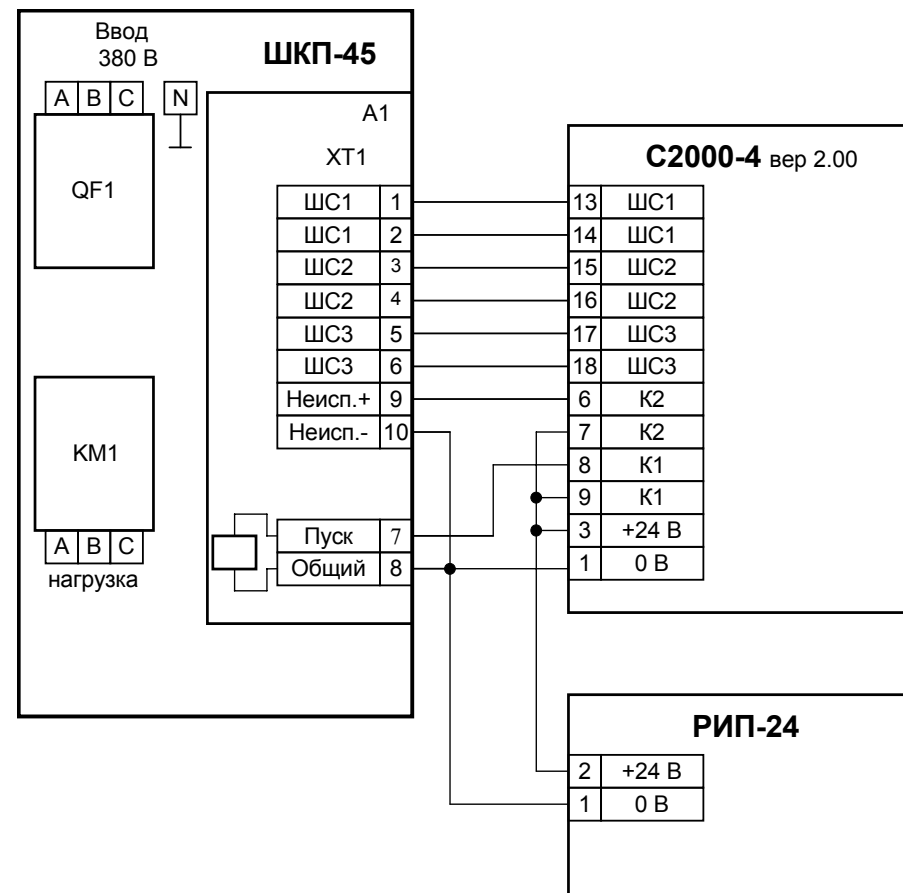 Ввод
380 В
ШКП-45
A B C N
A1
XT1
QF1
ШС1 1
ШС1 2
ШС2 3
ШС2 4
ШС3 5
ШС3 6
Неисп.+ 9
Неисп.- 10
KM1
Пуск 7
Общий 8
A B C
нагрузка
С2000-4 вер 2.00
13 ШС1
14 ШС1
15 ШС2
16 ШС2
17 ШС3
18 ШС3
6 К2
7 К2
8 К1
9 К1
3 +24 В
1 0 В
РИП-24
2 +24 В
1 0 В